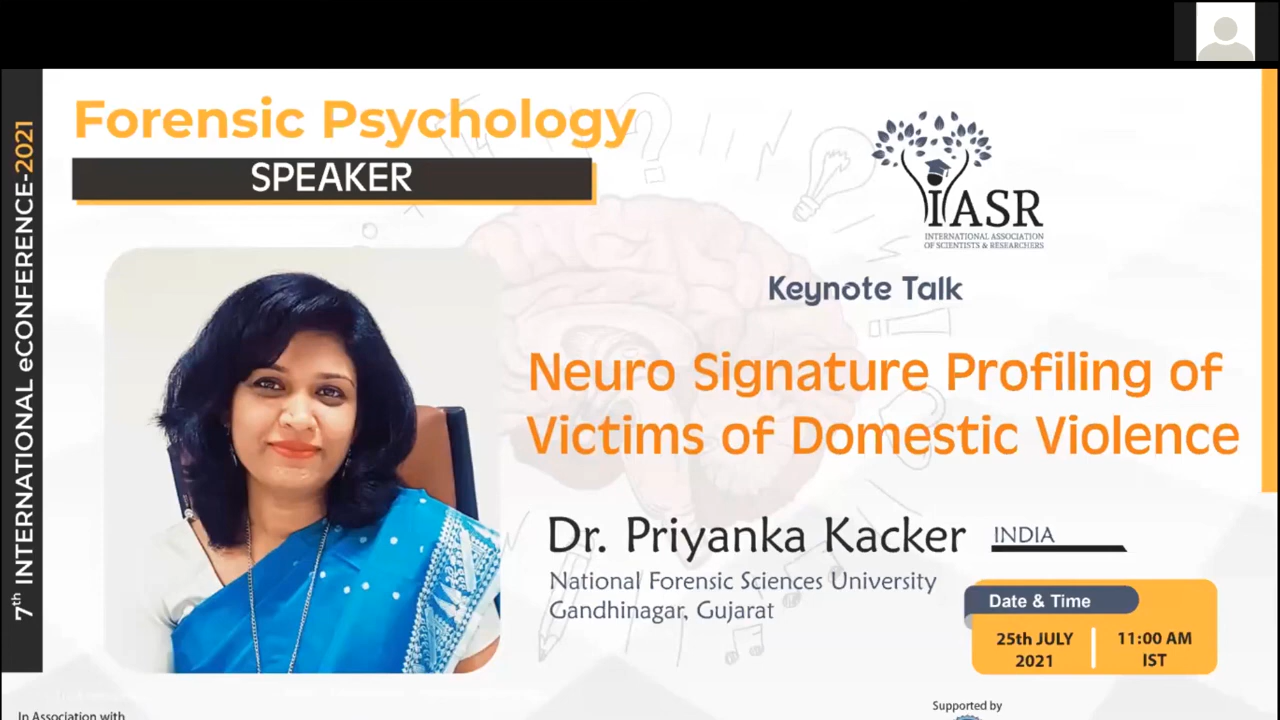 7th INTERNATIONAL eCONFERENCE-2021
Forensic Psychology
SPEAKER
IASR
INTERNATIONAL ASSOCIATION
OF SCIENTISTS & RESEARCHERS
Keynote Talk
Neuro Signature Profiling of
Victims of Domestic Violence
Dr. Priyanka Kacker
INDIA
National Forensic Sciences University
Gandhinagar, Gujarat
Date & Time
25th JULY
2021
11:00 AM
IST
In Association with
Supported by